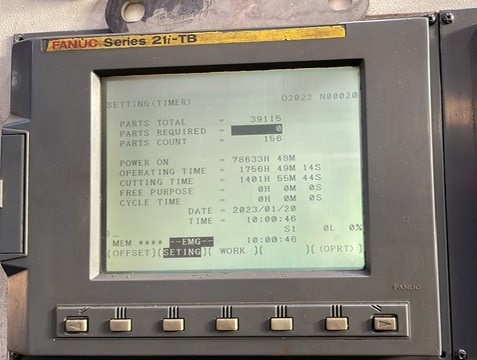 FANUC Series 21i-TB
SETTING(TIMER) O2022 N00020
PARTS TOTAL = 39115
PARTS REQUIRED = 0
PARTS COUNT = 156
POWER ON = 78633H 48M
OPERATING TIME = 1756H 49M 14S
CUTTING TIME = 1401H 55M 44S
FREE PURPOSE = 0H 0M 0S
CYCLE TIME = 0H 0M 0S
DATE = 2023/01/20
TIME = 10:00:46
)_
S1 0L 0%
MEM **** --EMG-- 10:00:46
[OFFSET](SETING)( WORK )( )((OPRT)]
FANUC